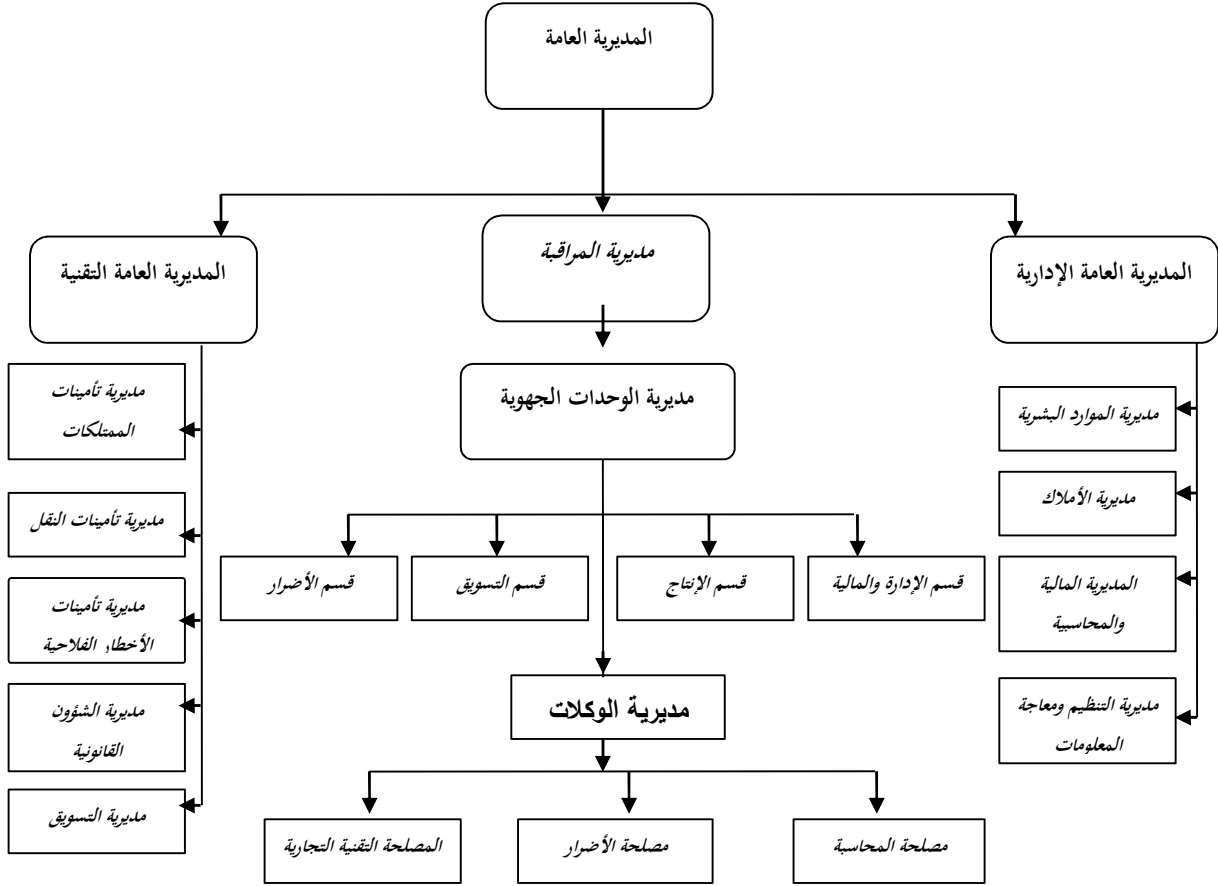 المديرية العامة
المديرية العامة الإدارية
مديرية المراقبة
المديرية العامة التقنية
مديرية الوحدات الجهوية
مديرية الموارد البشرية
مديرية الأملاك
المديرية المالية
والمحاسبية
مديرية التنظيم ومعاجة
المعلومات
مديرية تأمينات
الممتلكات
مديرية تأمينات النقل
مديرية تأمينات
الأخطار الفلاحية
مديرية الشؤون
القانونية
مديرية التسويق
قسم الإدارة والمالية
قسم الإنتاج
قسم التسويق
قسم الأضرار
مديرية الوكلات
مصلحة المحاسبة
مصلحة الأضرار
المصلحة التقنية التجارية